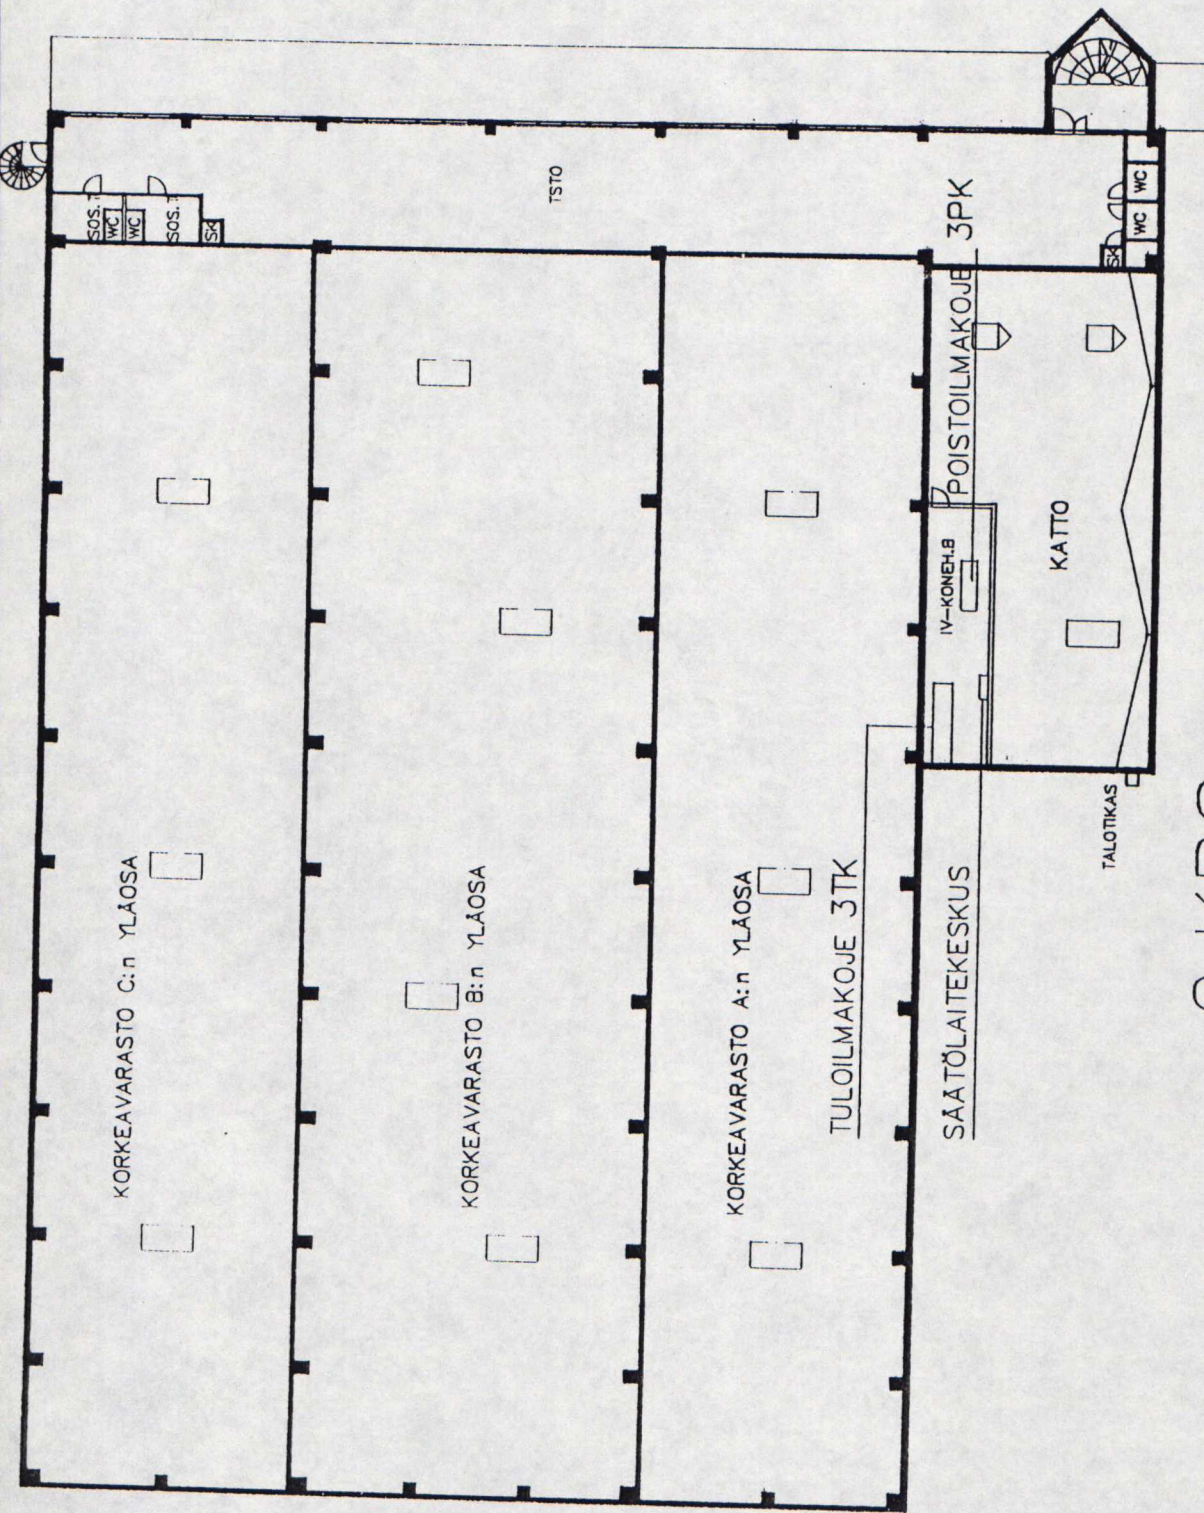 SOS.T
WC
WC
SOS.T
SK
TSTO
KORKEAVARASTO C:n YLÄOSA
KORKEAVARASTO B:n YLÄOSA
KORKEAVARASTO A:n YLÄOSA
TULOILMAKOJE 3TK
SÄÄTÖLAITEKESKUS
POISTOILMAKOJE 3PK
IV-KONEH.B
KATTO
TALOTIKAS
SK
WC
WC